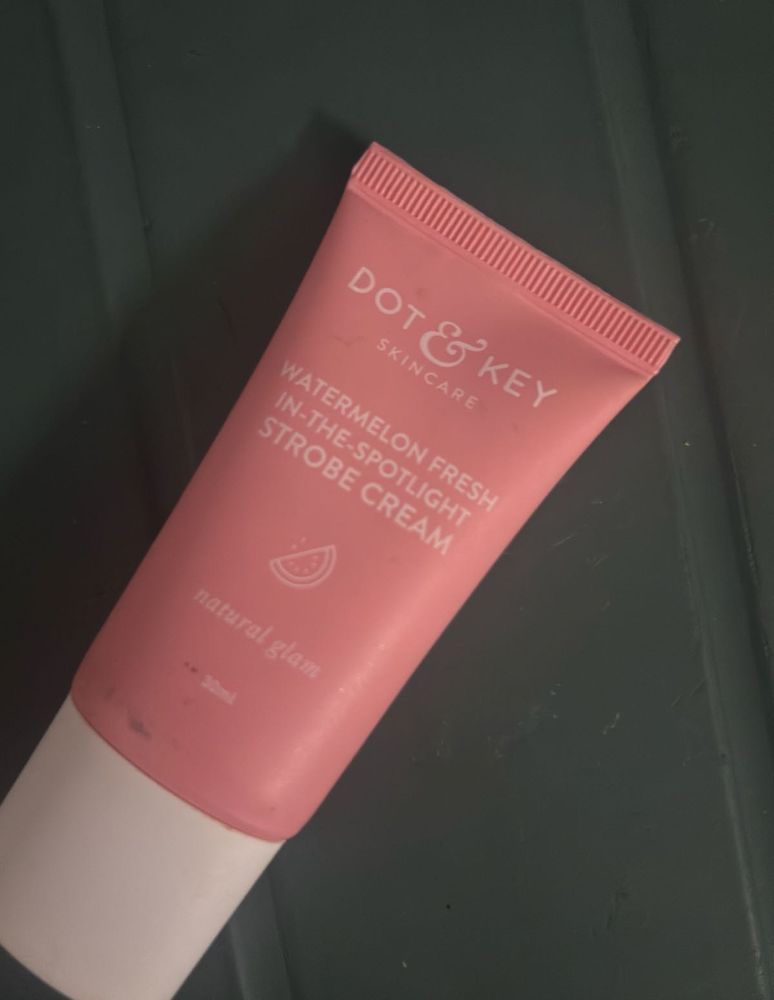 DOT & KEY
SKINCARE
WATERMELON FRESH
IN-THE-SPOTLIGHT
STROBE CREAM
natural glam
30ml